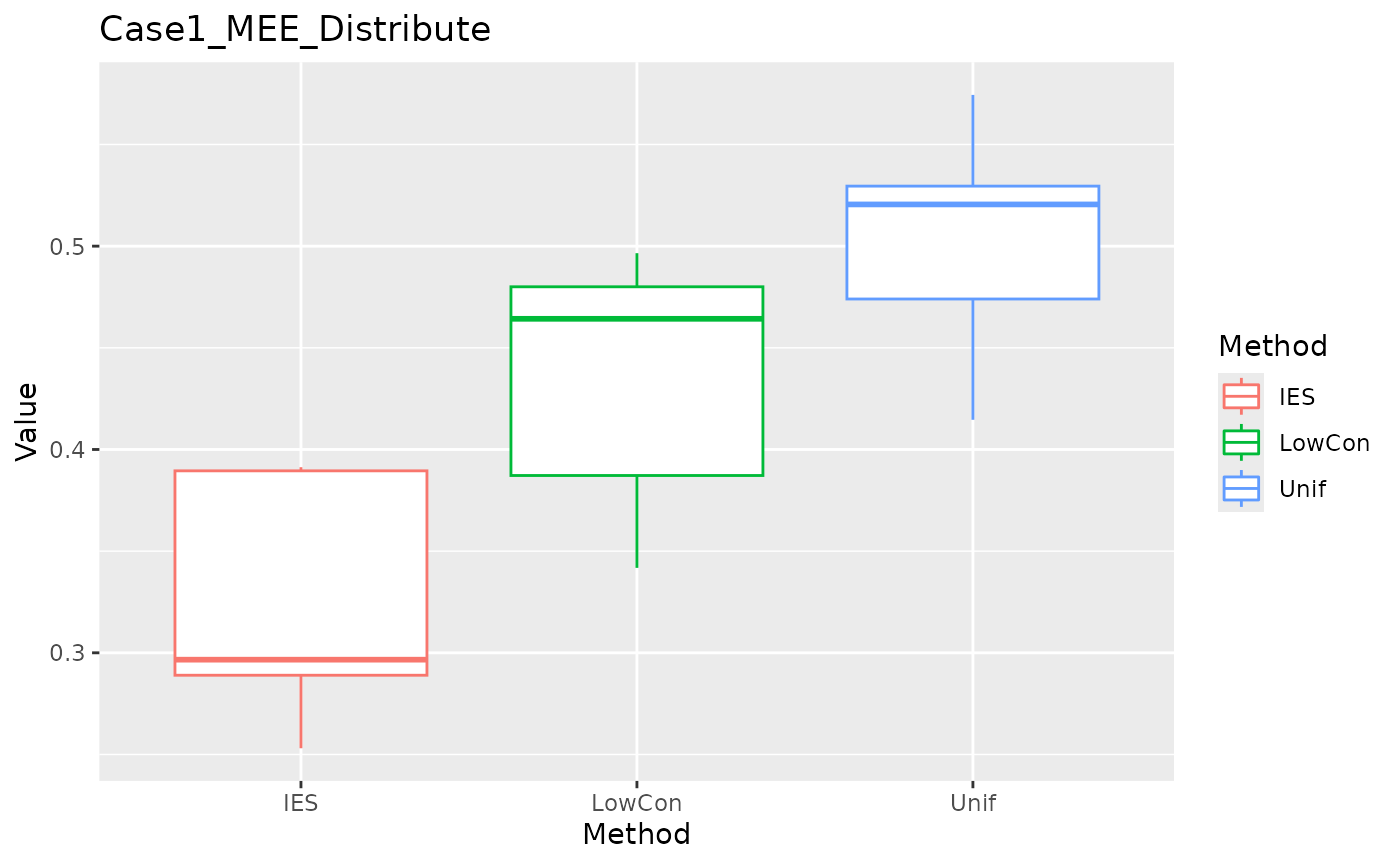 Case1_MEE_Distribute
Value
0.5
0.4
0.3
IES
LowCon
Unif
Method
Method
IES
LowCon
Unif